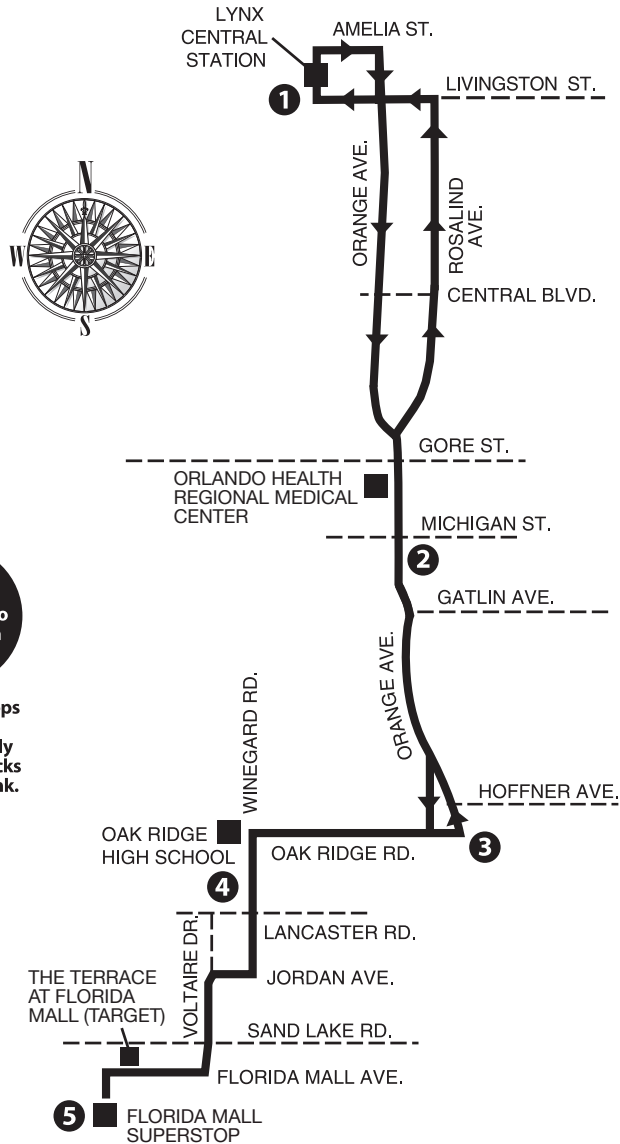 LYNX
CENTRAL
STATION
AMELIA ST.
1
LIVINGSTON ST.
ORANGE AVE.
ROSALIND
AVE.
N
W
E
S
CENTRAL BLVD.
GORE ST.
ORLANDO HEALTH
REGIONAL MEDICAL
CENTER
MICHIGAN ST.
2
GATLIN AVE.
ORANGE AVE.
WINEGARD RD.
HOFFNER AVE.
OAK RIDGE
HIGH SCHOOL
OAK RIDGE RD.
3
4
LANCASTER RD.
VOLTAIRE DR.
JORDAN AVE.
THE TERRACE
AT FLORIDA
MALL (TARGET)
SAND LAKE RD.
FLORIDA MALL AVE.
5
FLORIDA MALL
SUPERSTOP